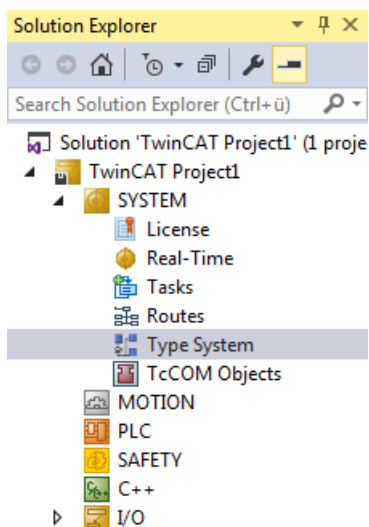 Solution Explorer
Search Solution Explorer (Ctrl+ü)
Solution 'TwinCAT Project1' (1 proje
TwinCAT Project1
SYSTEM
License
Real-Time
Tasks
Routes
Type System
TcCOM Objects
MOTION
PLC
SAFETY
C++
I/O